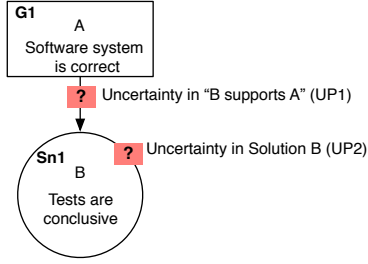 G1
A
Software system
is correct
? Uncertainty in “B supports A” (UP1)
? Uncertainty in Solution B (UP2)
Sn1
B
Tests are
conclusive